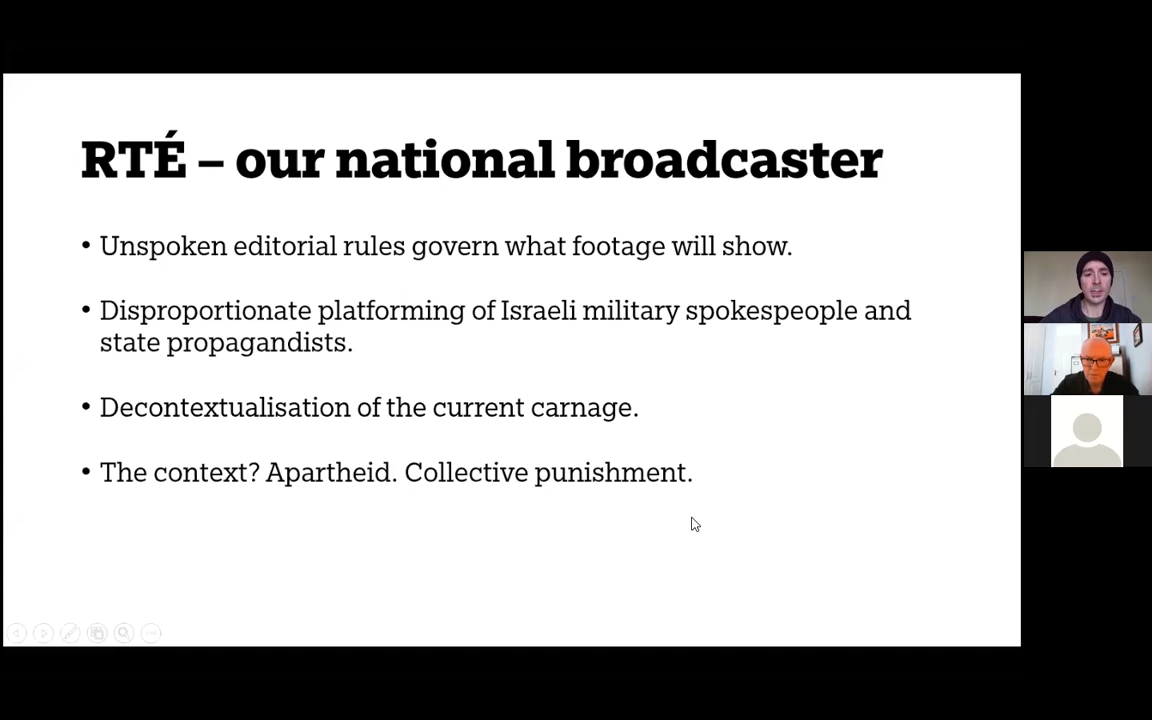 RTÉ – our national broadcaster
• Unspoken editorial rules govern what footage will show.
• Disproportionate platforming of Israeli military spokespeople and
state propagandists.
• Decontextualisation of the current carnage.
• The context? Apartheid. Collective punishment.